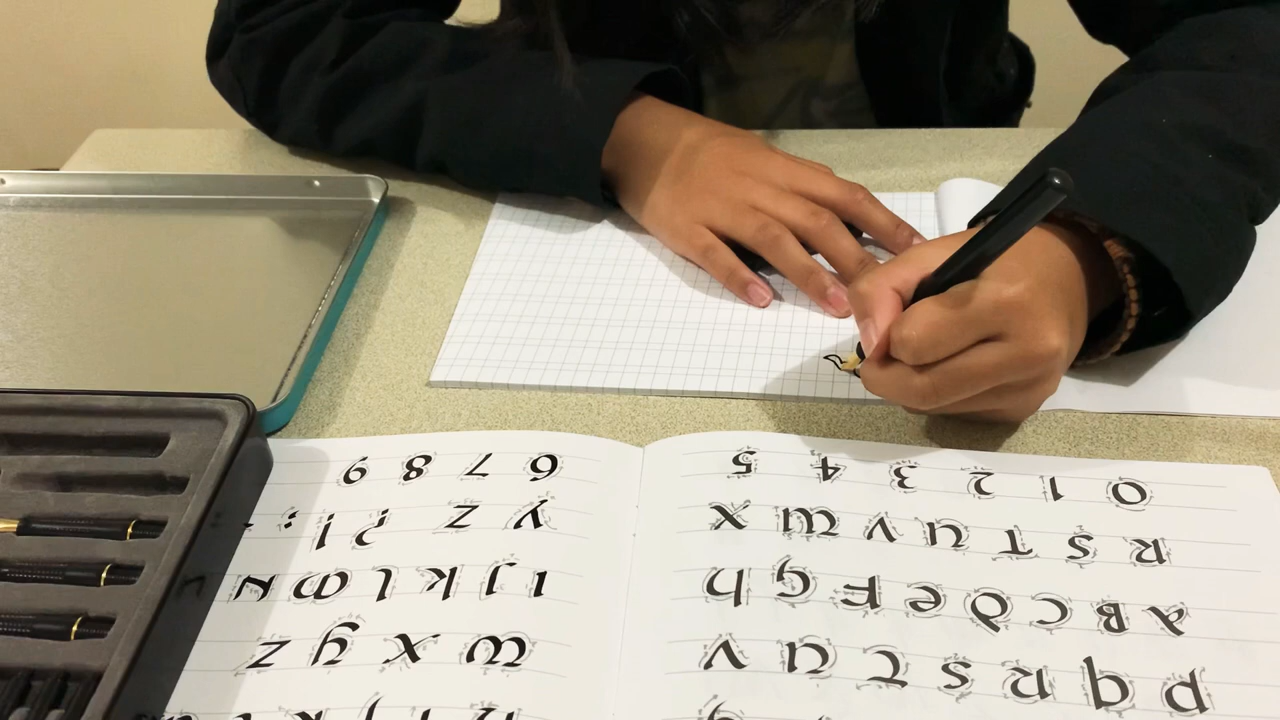 p q R s t u v
A B c d e F G h
R S T U V W X
0 1 2 3 4 5
w x y z
I J k l m N
y z ? ! :
6 7 8 9